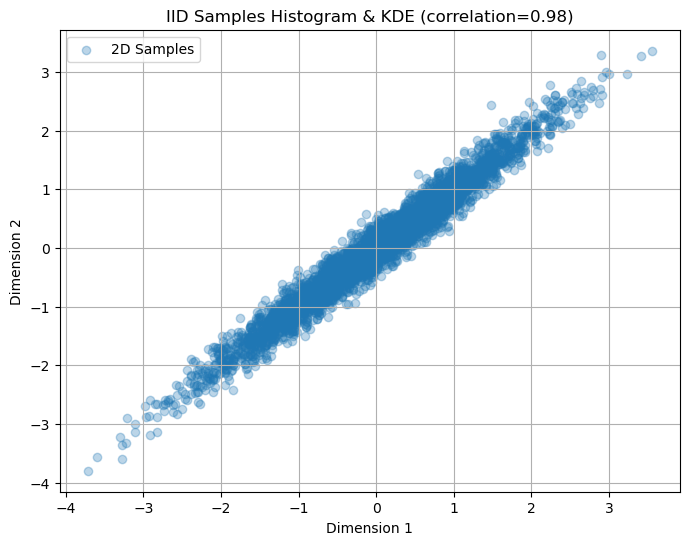 IID Samples Histogram & KDE (correlation=0.98)
2D Samples
3
2
1
0
−1
−2
−3
−4
Dimension 2
−4 −3 −2 −1 0 1 2 3
Dimension 1